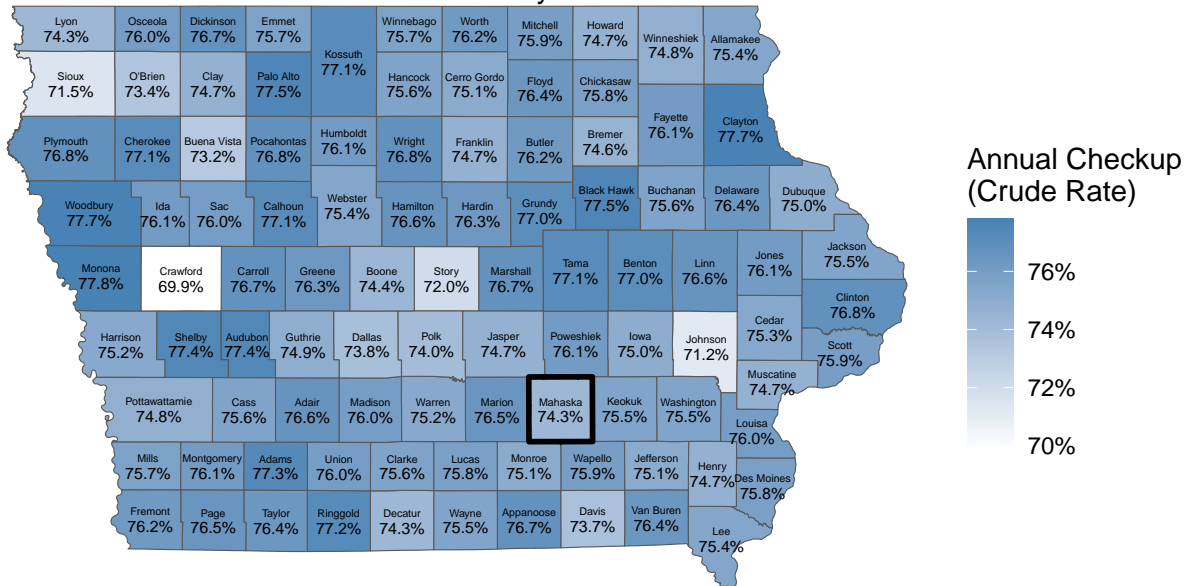 Lyon
74.3%
Osceola
76.0%
Dickinson
76.7%
Emmet
75.7%
Kossuth
77.1%
Winnebago
75.7%
Worth
76.2%
Mitchell
75.9%
Howard
74.7%
Winneshiek
74.8%
Allamakee
75.4%
Sioux
71.5%
O'Brien
73.4%
Clay
74.7%
Palo Alto
77.5%
Hancock
75.6%
Cerro Gordo
75.1%
Floyd
76.4%
Chickasaw
75.8%
Fayette
76.1%
Clayton
77.7%
Plymouth
76.8%
Cherokee
77.1%
Buena Vista
73.2%
Pocahontas
76.8%
Humboldt
76.1%
Wright
76.8%
Franklin
74.7%
Butler
76.2%
Bremer
74.6%
Woodbury
77.7%
Ida
76.1%
Sac
76.0%
Calhoun
77.1%
Webster
75.4%
Hamilton
76.6%
Hardin
76.3%
Grundy
77.0%
Black Hawk
77.5%
Buchanan
75.6%
Delaware
76.4%
Dubuque
75.0%
Monona
77.8%
Crawford
69.9%
Carroll
76.7%
Greene
76.3%
Boone
74.4%
Story
72.0%
Marshall
76.7%
Tama
77.1%
Benton
77.0%
Linn
76.6%
Jones
76.1%
Jackson
75.5%
Clinton
76.8%
Harrison
75.2%
Shelby
77.4%
Audubon
77.4%
Guthrie
74.9%
Dallas
73.8%
Polk
74.0%
Jasper
74.7%
Poweshiek
76.1%
Iowa
75.0%
Johnson
71.2%
Cedar
75.3%
Scott
75.9%
Muscatine
74.7%
Pottawattamie
74.8%
Cass
75.6%
Adair
76.6%
Madison
76.0%
Warren
75.2%
Marion
76.5%
Mahaska
74.3%
Keokuk
75.5%
Washington
75.5%
Louisa
76.0%
Mills
75.7%
Montgomery
76.1%
Adams
77.3%
Union
76.0%
Clarke
75.6%
Lucas
75.8%
Monroe
75.1%
Wapello
75.9%
Jefferson
75.1%
Henry
74.7%
Des Moines
75.8%
Fremont
76.2%
Page
76.5%
Taylor
76.4%
Ringgold
77.2%
Decatur
74.3%
Wayne
75.5%
Appanoose
76.7%
Davis
73.7%
Van Buren
76.4%
Lee
75.4%
Annual Checkup
(Crude Rate)
76%
74%
72%
70%